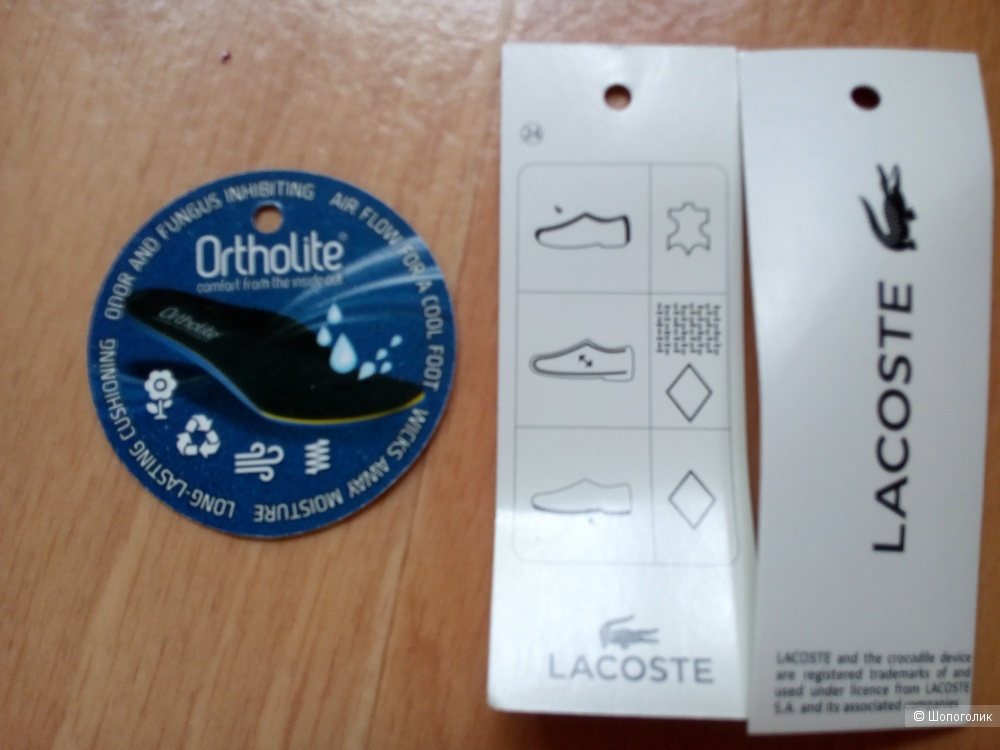 ODOR AND FUNGUS INHIBITING
AIR FLOW FOR A COOL FOOT
WICKS AWAY MOISTURE
LONG-LASTING CUSHIONING
Ortholite®
comfort from the inside out
Ortholite
24
LACOSTE
LACOSTE
LACOSTE and the crocodile device
are registered trademarks of and
used under licence from LACOSTE
S.A. and its associated companies
© Шопоголик